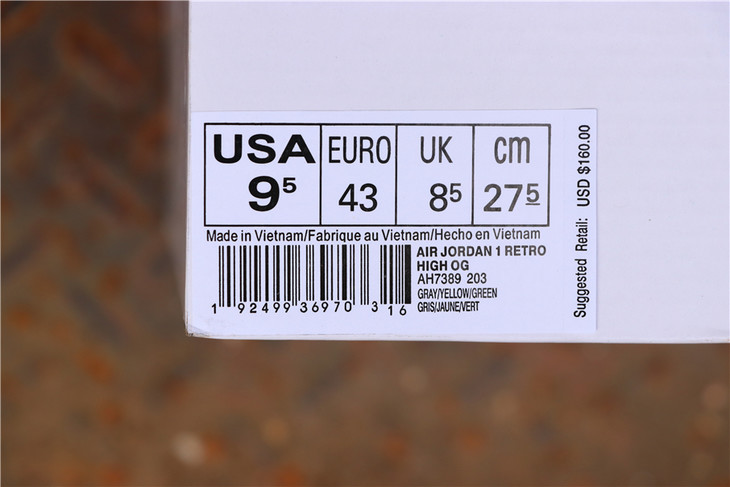 USA EURO UK cm
9⁵ 43 8⁵ 27⁵
Made in Vietnam/Fabrique au Vietnam/Hecho en Vietnam
AIR JORDAN 1 RETRO
HIGH OG
AH7389 203
GRAY/YELLOW/GREEN
GRIS/JAUNE/VERT
1 92499 36970 3 16
Suggested Retail: USD $160.00